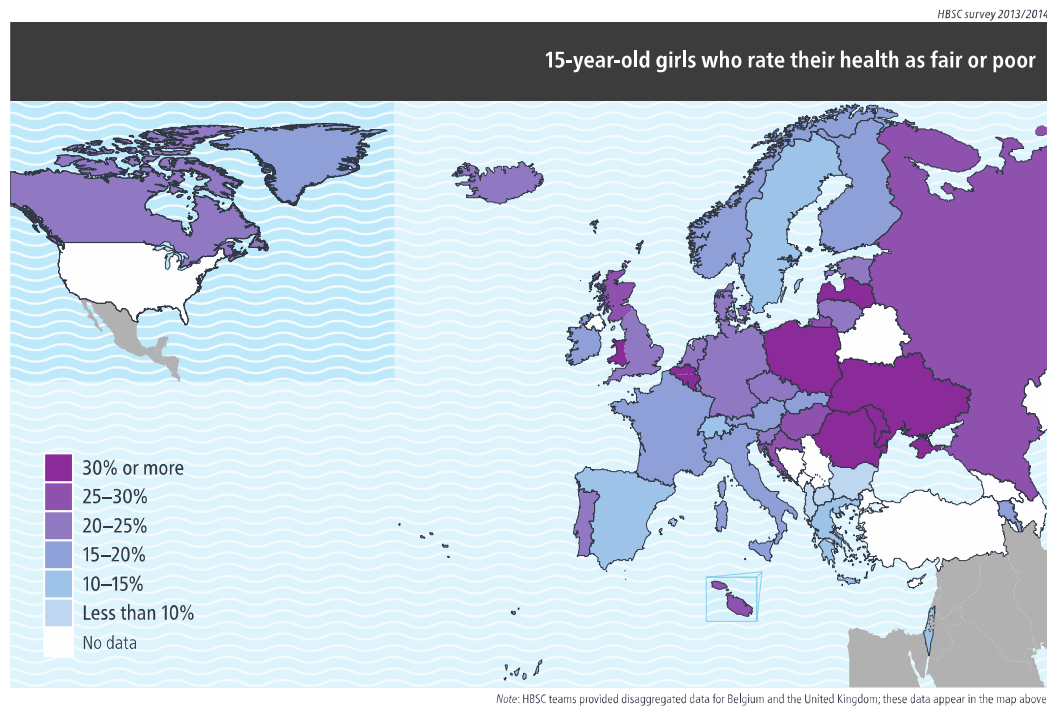 HBSC survey 2013/2014
15-year-old girls who rate their health as fair or poor
30% or more
25–30%
20–25%
15–20%
10–15%
Less than 10%
No data
Note: HBSC teams provided disaggregated data for Belgium and the United Kingdom; these data appear in the map above